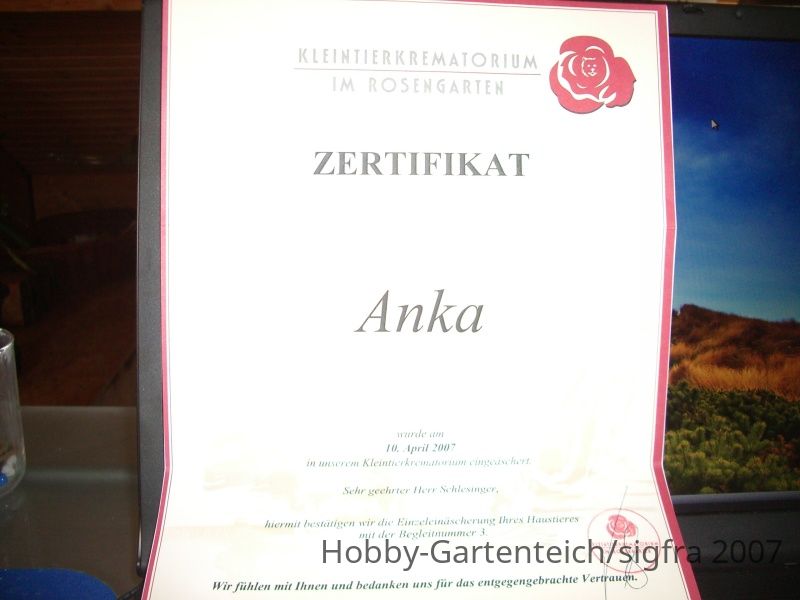 KLEINTIERKREMATORIUM
IM ROSENGARTEN
ZERTIFIKAT
Anka
wurde am
10. April 2007
in unserem Kleintierkrematorium eingeäschert.
Sehr geehrter Herr Schlesinger,
hiermit bestätigen wir die Einzeleinäscherung Ihres Haustieres
mit der Begleitnummer 3
Hobby-Gartenteich/sigfra 2007
Wir fühlen mit Ihnen und bedanken uns für das entgegengebrachte Vertrauen.